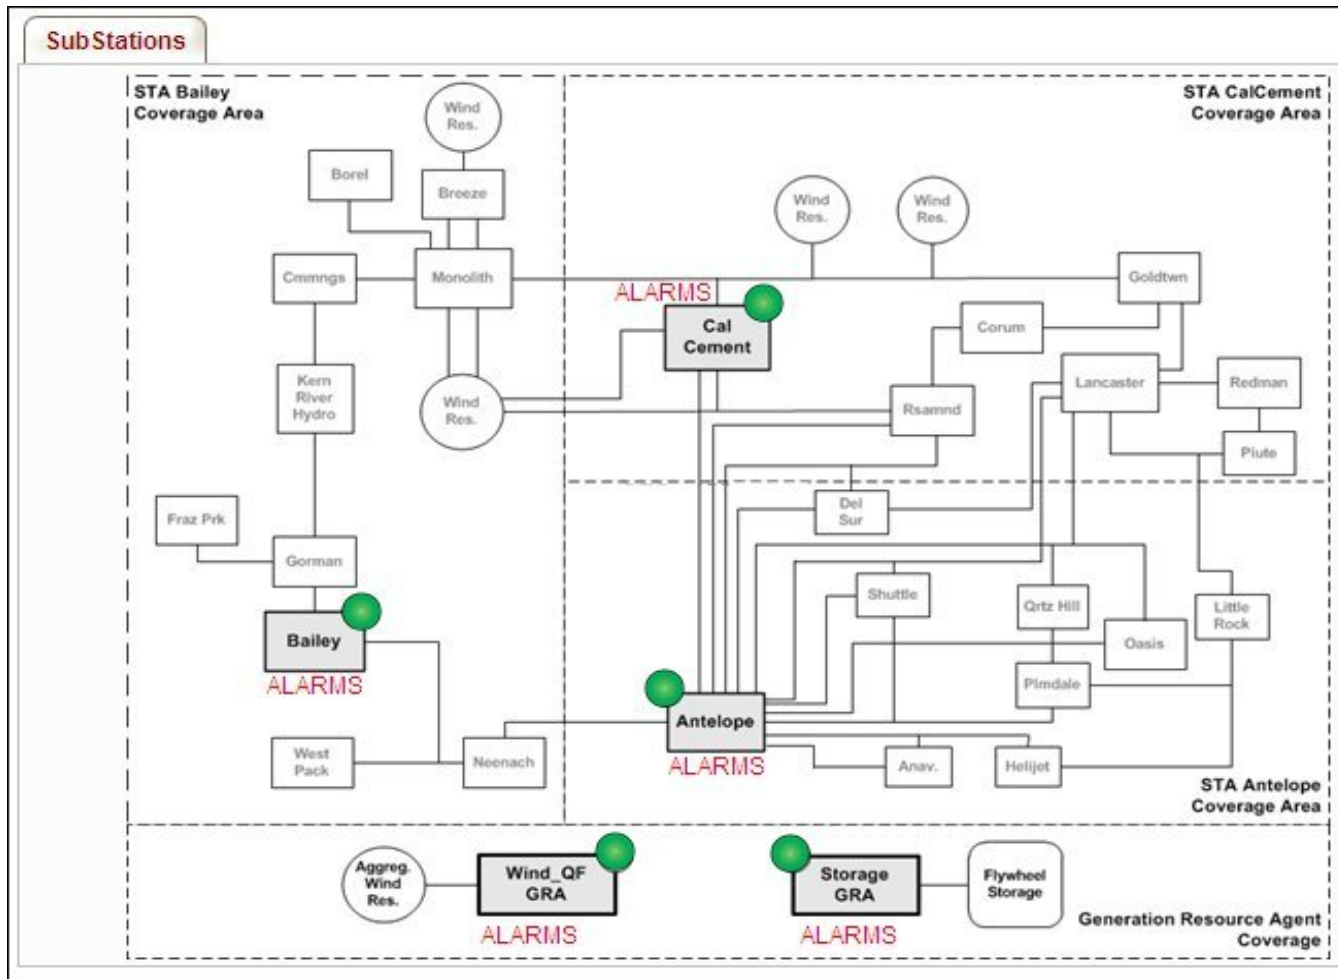 SubStations
STA Bailey
Coverage Area
STA CalCement
Coverage Area
Wind
Res.
Borel
Breeze
Wind
Res.
Wind
Res.
Cmmngs
Monolith
Goldtwn
ALARMS
Cal
Cement
Corum
Kern
River
Hydro
Wind
Res.
Rsamnd
Lancaster
Redman
Piute
Fraz Prk
Del
Sur
Gorman
Shuttle
Qrtz Hill
Little
Rock
Bailey
ALARMS
Oasis
Plmdale
Antelope
ALARMS
West
Pack
Neenach
Anav.
Helijet
STA Antelope
Coverage Area
Aggreg.
Wind
Res.
Wind_QF
GRA
ALARMS
Storage
GRA
ALARMS
Flywheel
Storage
Generation Resource Agent
Coverage